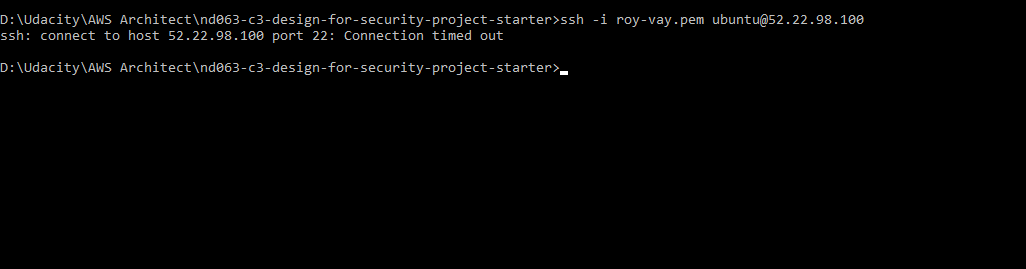 D:\Udacity\AWS Architect\nd063-c3-design-for-security-project-starter>ssh -i roy-vay.pem ubuntu@52.22.98.100
ssh: connect to host 52.22.98.100 port 22: Connection timed out
D:\Udacity\AWS Architect\nd063-c3-design-for-security-project-starter>